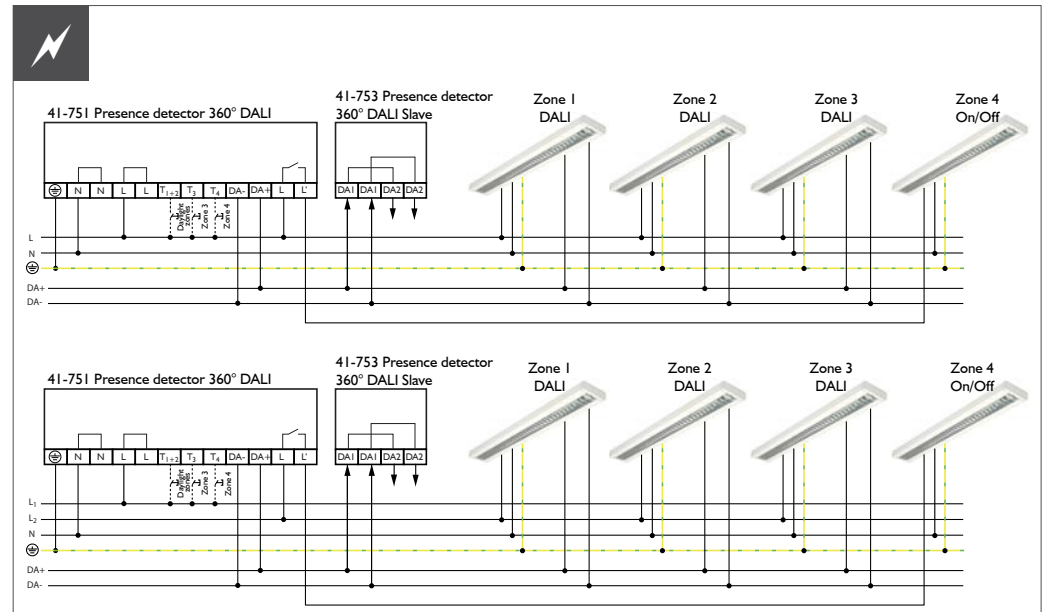 41-751 Presence detector 360° DALI
41-753 Presence detector
360° DALI Slave
Zone 1
DALI
Zone 2
DALI
Zone 3
DALI
Zone 4
On/Off
N N L L T1+2 T3 T4 DA- DA+ L L'
DA1 DA1 DA2 DA2
Daylight
zones
Zone 3
Zone 4
L
N
DA+
DA-
41-751 Presence detector 360° DALI
41-753 Presence detector
360° DALI Slave
Zone 1
DALI
Zone 2
DALI
Zone 3
DALI
Zone 4
On/Off
N N L L T1+2 T3 T4 DA- DA+ L L'
DA1 DA1 DA2 DA2
Daylight
zones
Zone 3
Zone 4
L1
L2
N
DA+
DA-